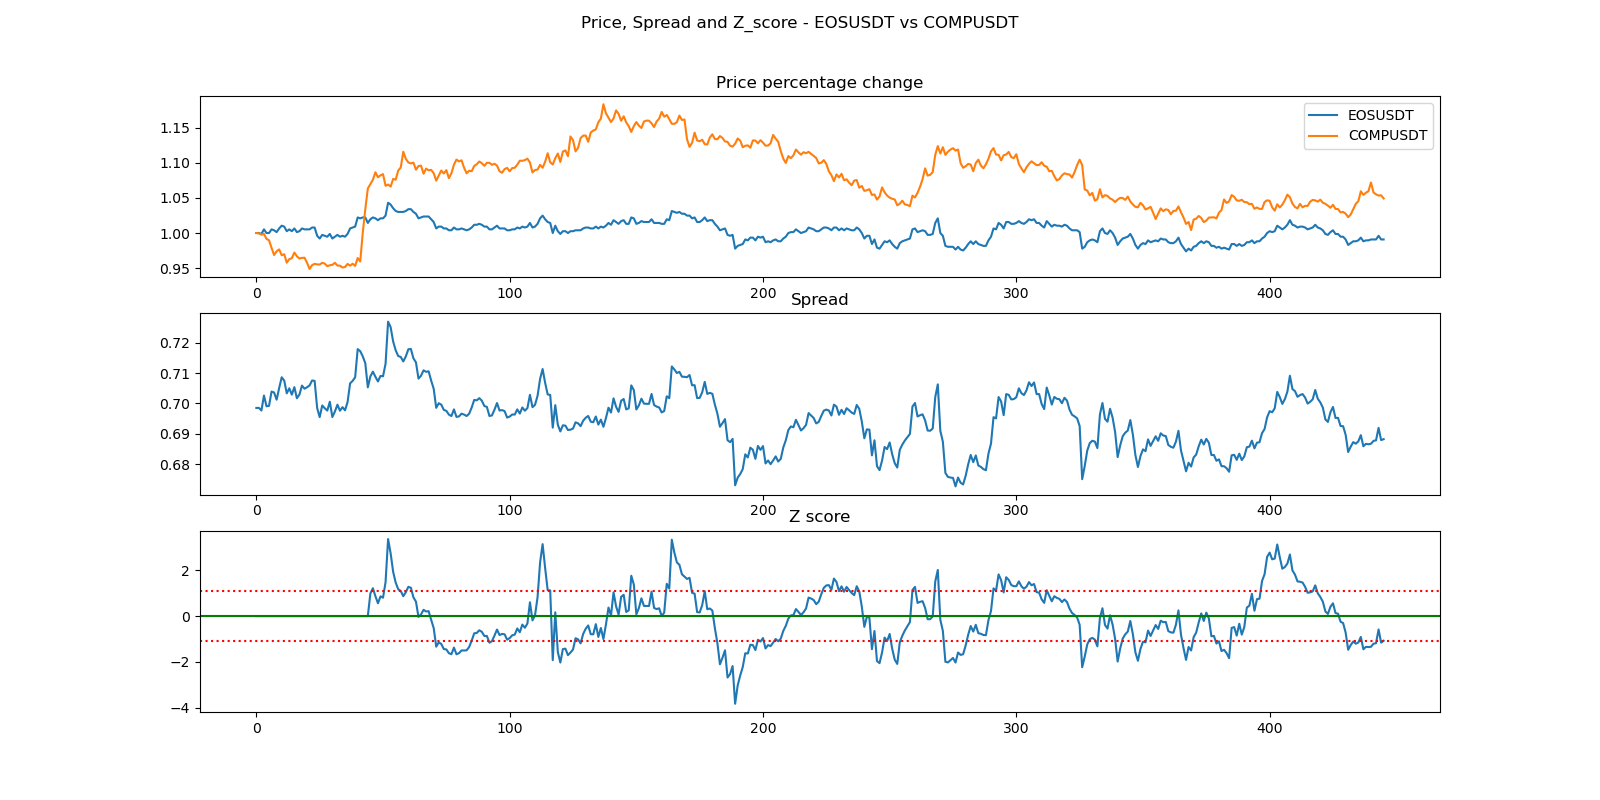 Price, Spread and Z_score - EOSUSDT vs COMPUSDT
Price percentage change
EOSUSDT
COMPUSDT
1.15
1.10
1.05
1.00
0.95
0 100 200 300 400
Spread
0.72
0.71
0.70
0.69
0.68
0 100 200 300 400
Z score
2
0
−2
−4
0 100 200 300 400